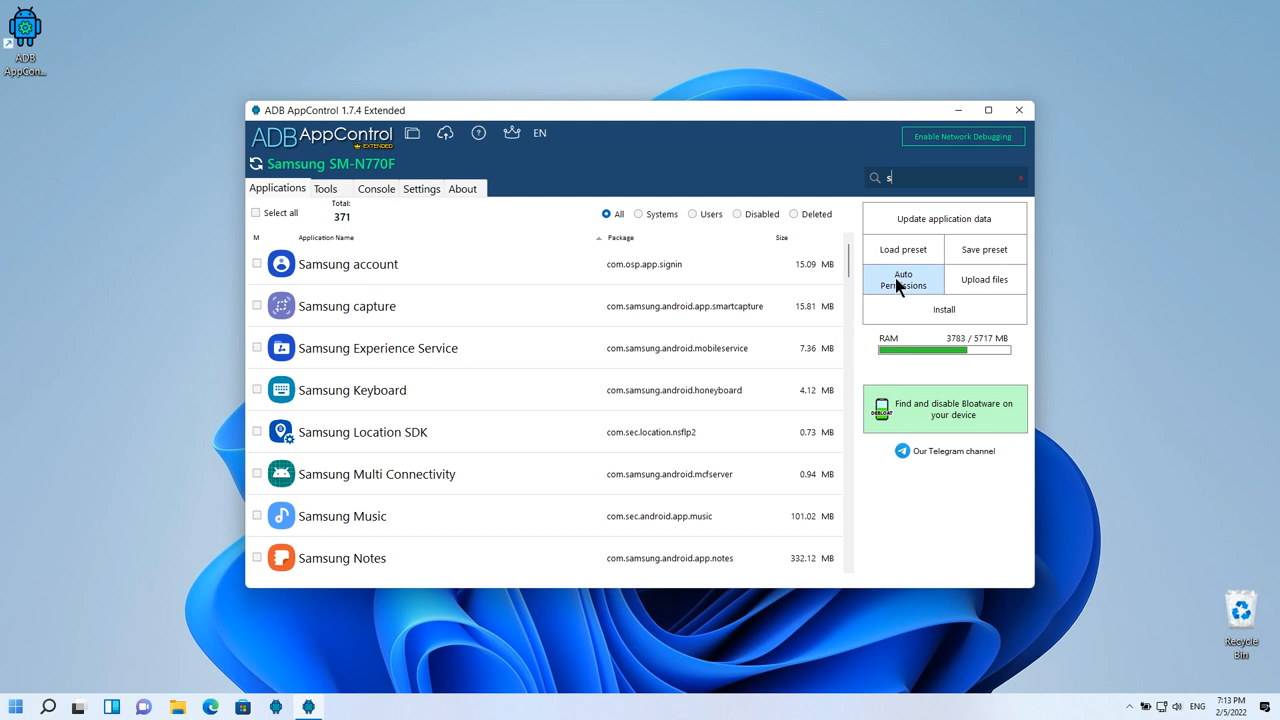 ADB
AppCon...
ADB AppControl 1.7.4 Extended
ADB AppControl
EXTENDED
EN
Enable Network Debugging
Samsung SM-N770F
s
x
Applications Tools Console Settings About
Select all
Total:
371
All Systems Users Disabled Deleted
M Application Name Package Size
Samsung account com.osp.app.signin 15.09 MB
Samsung capture com.samsung.android.app.smartcapture 15.81 MB
Samsung Experience Service com.samsung.android.mobileservice 7.36 MB
Samsung Keyboard com.samsung.android.honeyboard 4.12 MB
Samsung Location SDK com.sec.location.nsflp2 0.73 MB
Samsung Multi Connectivity com.samsung.android.mcfserver 0.94 MB
Samsung Music com.sec.android.app.music 101.02 MB
Samsung Notes com.samsung.android.app.notes 332.12 MB
Update application data
Load preset Save preset
Auto
Permissions
Upload files
Install
RAM 3783 / 5717 MB
DEBLOAT
Find and disable Bloatware on
your device
Our Telegram channel
Recycle
Bin
ENG
7:13 PM
2/5/2022